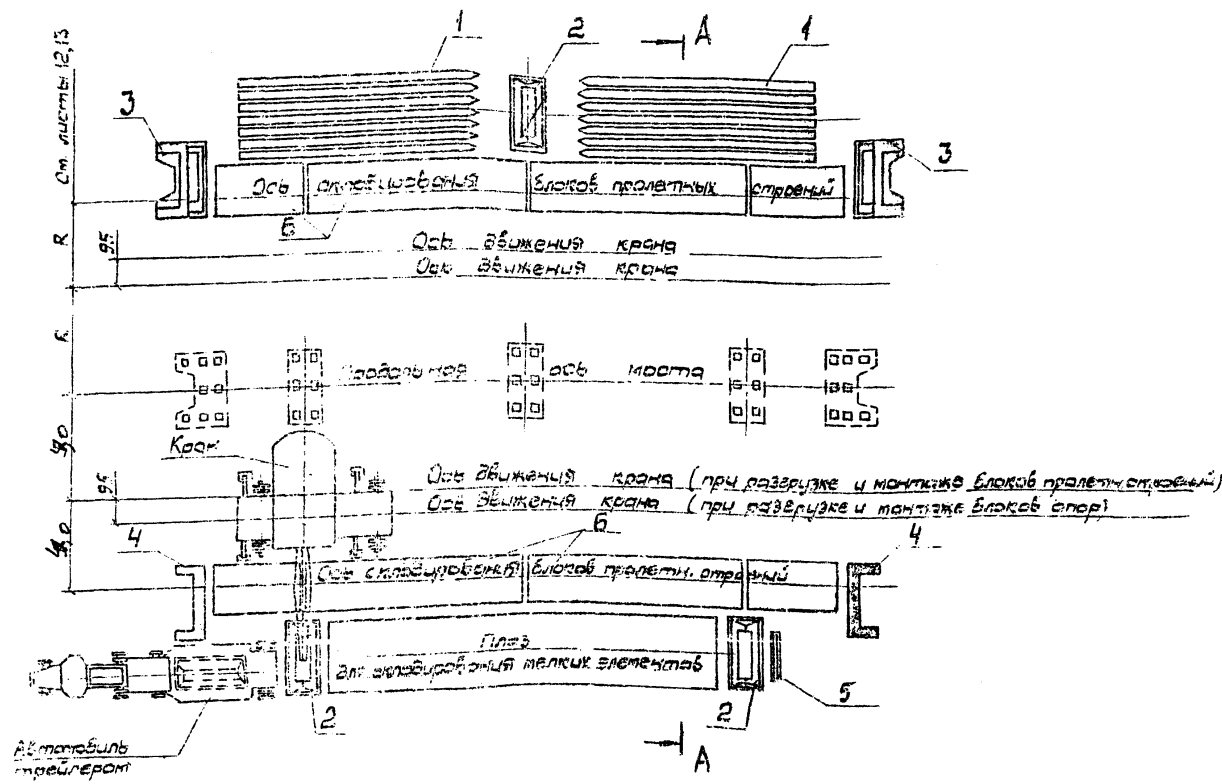 См. листы 12,13
1
2
А
1
3
3
Ось складирования блоков пролетных строений
6
R
9.5
Ось движения крана
Ось движения крана
R
Продольная ось моста
Кран
9.5
Ось движения крана (при разгрузке и монтаже блоков пролетн. строений)
Ось движения крана (при разгрузке и монтаже блоков опор)
4
6
4
Ось складирования блоков пролетн. строений
Плаз
для складирования мелких элементов
2
2
5
Автомобиль
трейлером
А